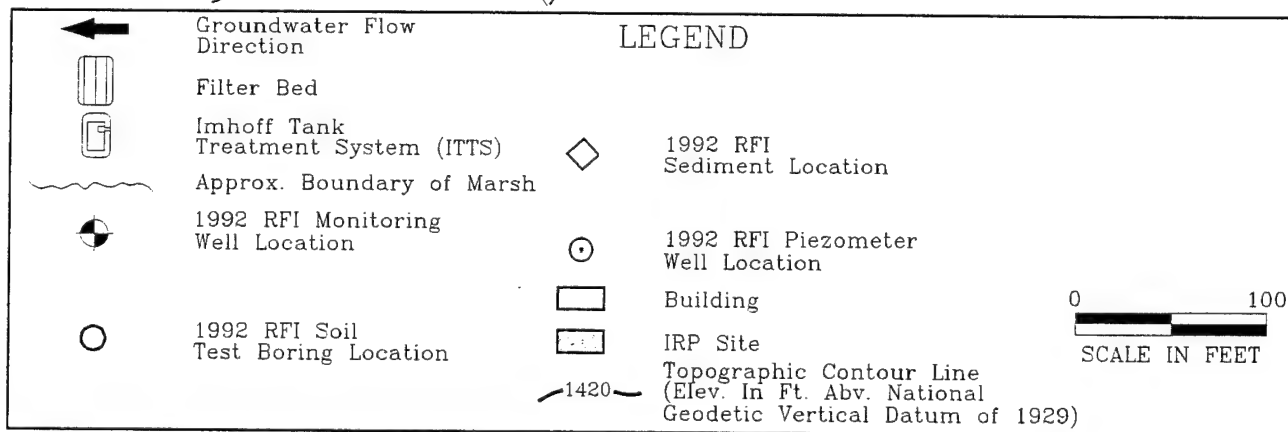 LEGEND
Groundwater Flow
Direction
Filter Bed
Imhoff Tank
Treatment System (ITTS)
Approx. Boundary of Marsh
1992 RFI Monitoring
Well Location
1992 RFI Soil
Test Boring Location
1992 RFI
Sediment Location
1992 RFI Piezometer
Well Location
Building
IRP Site
1420
Topographic Contour Line
(Elev. In Ft. Abv. National
Geodetic Vertical Datum of 1929)
0 100
SCALE IN FEET